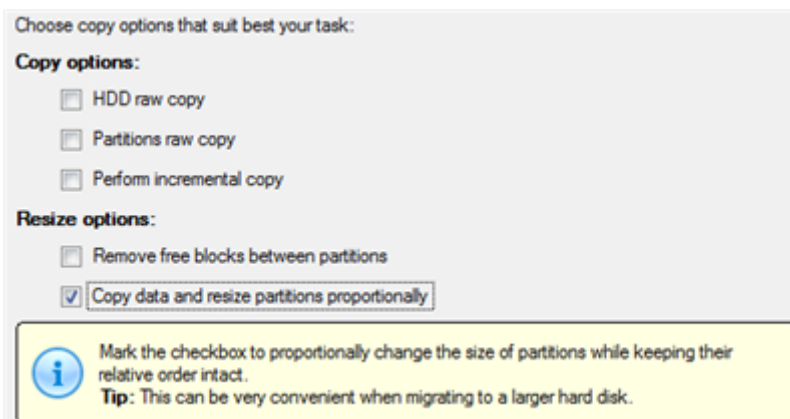 Choose copy options that suit best your task:
Copy options:
HDD raw copy
Partitions raw copy
Perform incremental copy
Resize options:
Remove free blocks between partitions
Copy data and resize partitions proportionally
Mark the checkbox to proportionally change the size of partitions while keeping their
relative order intact.
Tip: This can be very convenient when migrating to a larger hard disk.